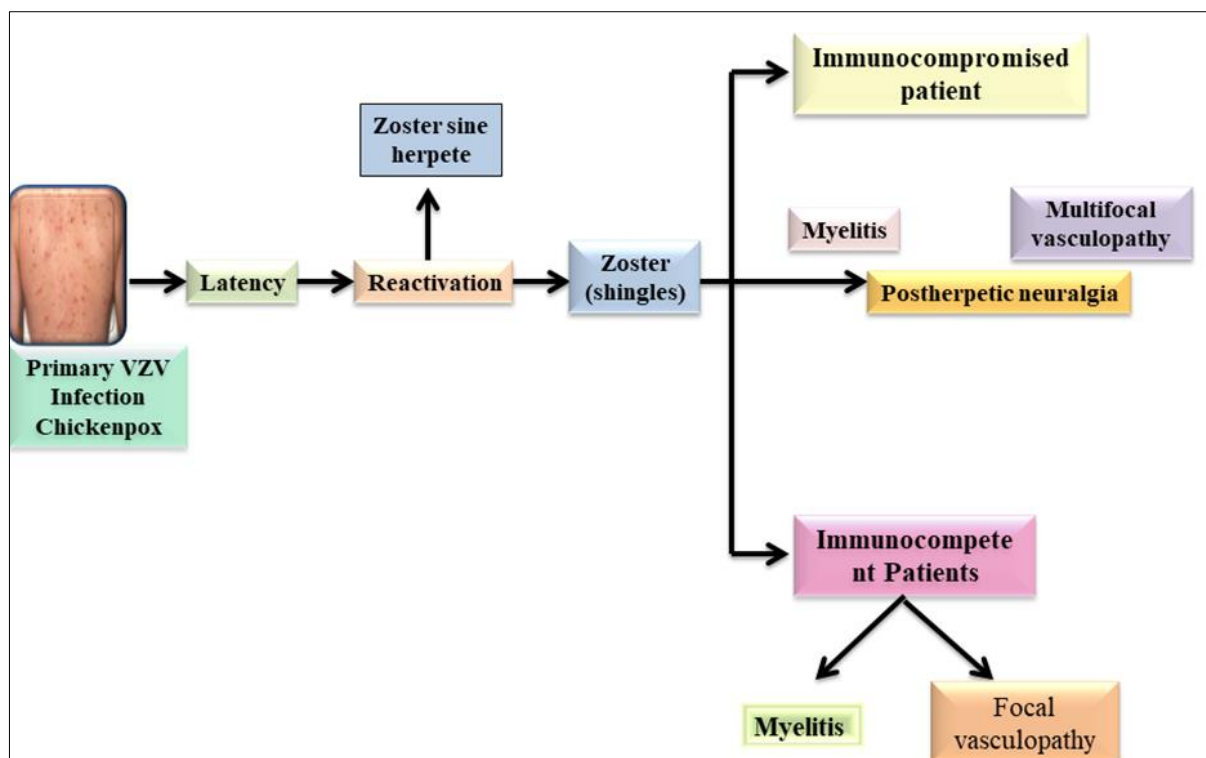 Immunocompromised
patient
Zoster sine
herpete
Multifocal
vasculopathy
Myelitis
Latency
Reactivation
Zoster
(shingles)
Postherpetic neuralgia
Primary VZV
Infection
Chickenpox
Immunocompete
nt Patients
Myelitis
Focal
vasculopathy